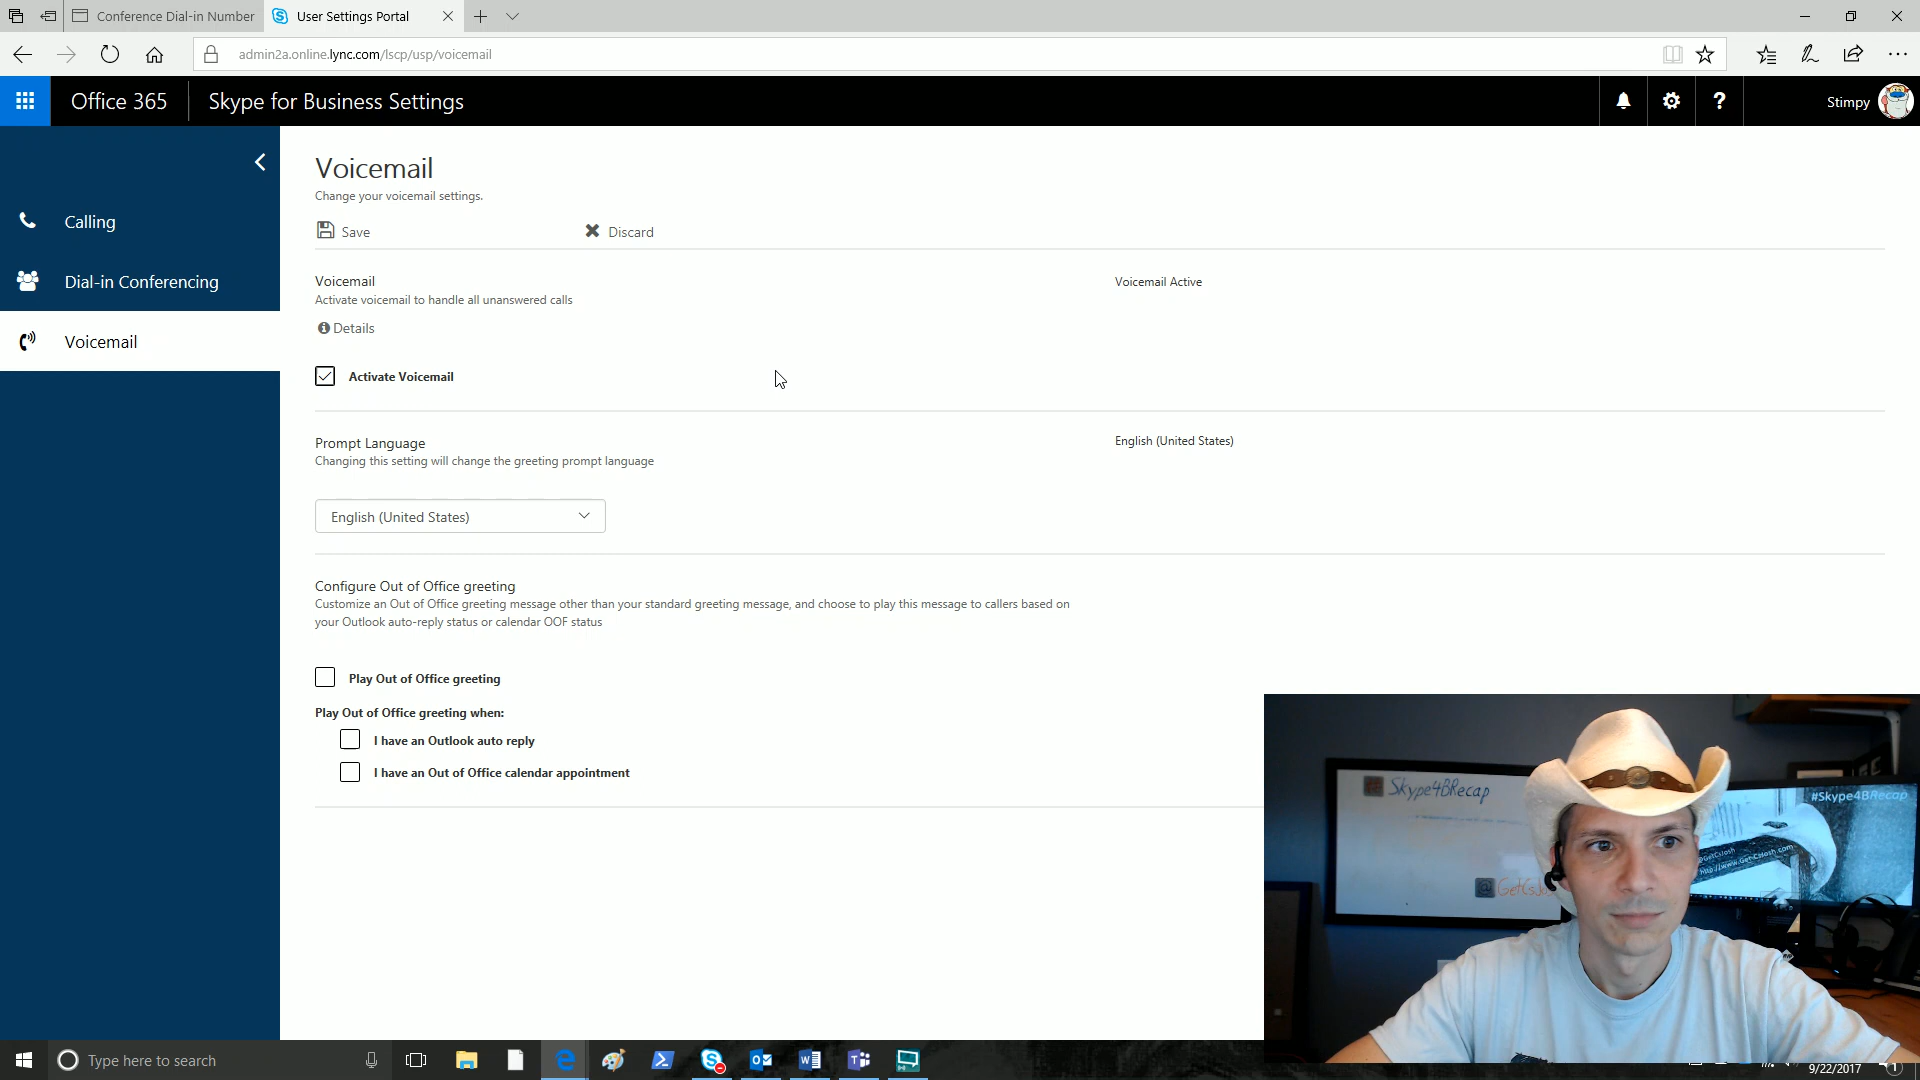 Conference Dial-in Number
User Settings Portal
admin2a.online.lync.com/lscp/usp/voicemail
Office 365
Skype for Business Settings
Stimpy
Calling
Dial-in Conferencing
Voicemail
Voicemail
Change your voicemail settings.
Save
Discard
Voicemail
Voicemail Active
Activate voicemail to handle all unanswered calls
Details
Activate Voicemail
Prompt Language
English (United States)
Changing this setting will change the greeting prompt language
English (United States)
Configure Out of Office greeting
Customize an Out of Office greeting message other than your standard greeting message, and choose to play this message to callers based on
your Outlook auto-reply status or calendar OOF status
Play Out of Office greeting
Play Out of Office greeting when:
I have an Outlook auto reply
I have an Out of Office calendar appointment
Skype4BRecap
#Skype4BRecap
@GetCsJosh
http://www.GetCsJosh.com
Type here to search
9/22/2017
1